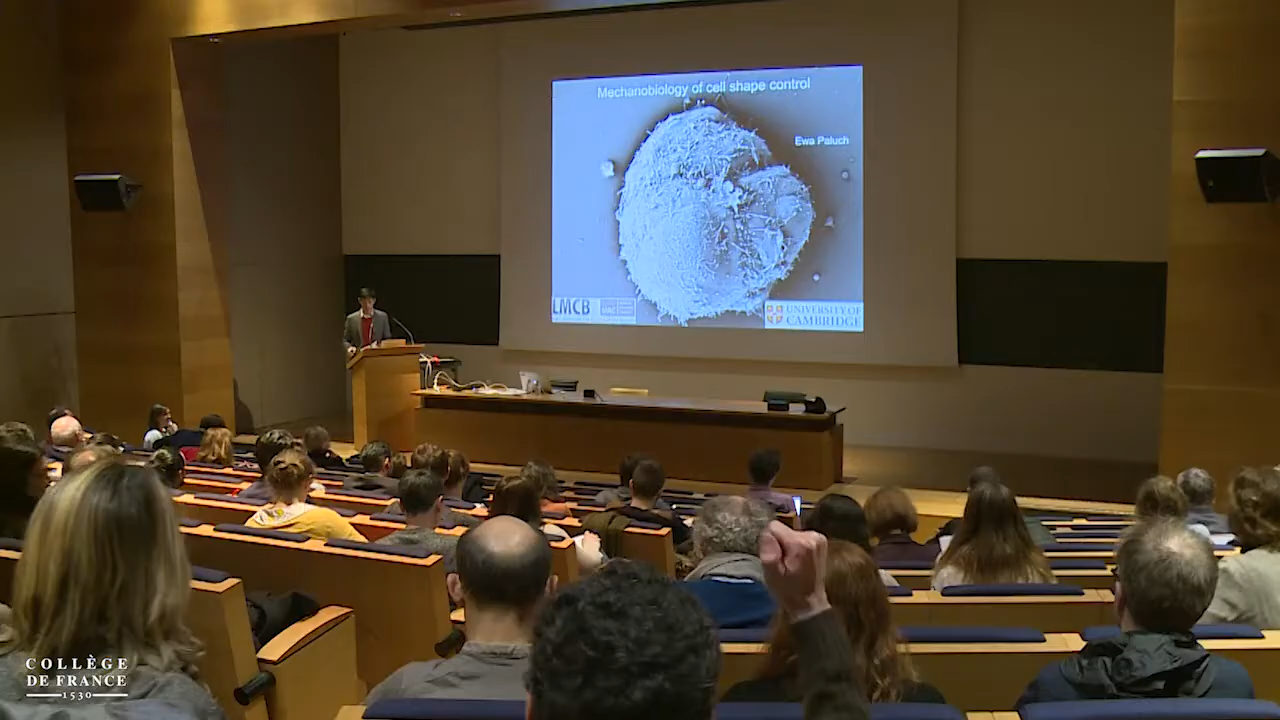 Mechanobiology of cell shape control
Ewa Paluch
LMCB
UNIVERSITY OF
CAMBRIDGE
COLLÈGE
DE FRANCE
1530